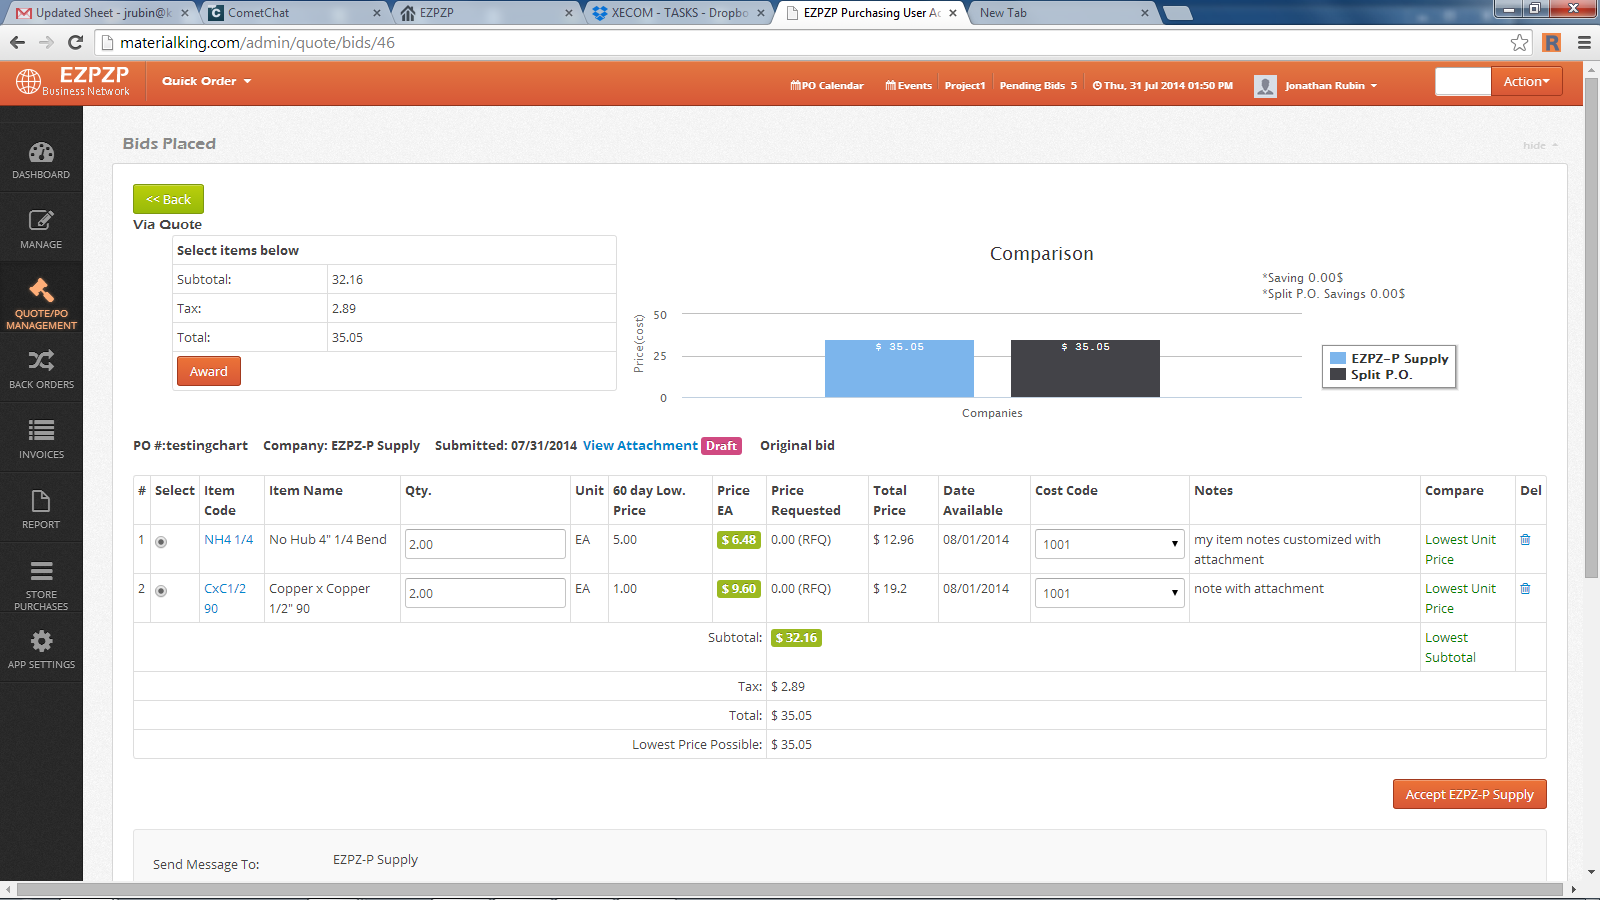 Updated Sheet - jrubin@k
CometChat
EZPZP
XECOM - TASKS - Dropbo
EZPZP Purchasing User Ac
New Tab
materialking.com/admin/quote/bids/46
R
EZPZP
Business Network
Quick Order
PO Calendar
Events
Project1
Pending Bids 5
Thu, 31 Jul 2014 01:50 PM
Jonathan Rubin
Action
DASHBOARD
MANAGE
QUOTE/PO
MANAGEMENT
BACK ORDERS
INVOICES
REPORT
STORE
PURCHASES
APP SETTINGS
Bids Placed
hide
<< Back
Via Quote
Select items below
Subtotal: 32.16
Tax: 2.89
Total: 35.05
Award
Comparison
*Saving 0.00$
*Split P.O. Savings 0.00$
Price(cost)
50
25
0
$ 35.05
$ 35.05
Companies
EZPZ-P Supply
Split P.O.
PO #:testingchart Company: EZPZ-P Supply Submitted: 07/31/2014 View Attachment Draft Original bid
# Select Item Code Item Name Qty. Unit 60 day Low. Price Price EA Price Requested Total Price Date Available Cost Code Notes Compare Del
1 NH4 1/4 No Hub 4" 1/4 Bend 2.00 EA 5.00 $ 6.48 0.00 (RFQ) $ 12.96 08/01/2014 1001 my item notes customized with attachment Lowest Unit Price
2 CxC1/2 90 Copper x Copper 1/2" 90 2.00 EA 1.00 $ 9.60 0.00 (RFQ) $ 19.2 08/01/2014 1001 note with attachment Lowest Unit Price
Subtotal: $ 32.16 Lowest Subtotal
Tax: $ 2.89
Total: $ 35.05
Lowest Price Possible: $ 35.05
Accept EZPZ-P Supply
Send Message To: EZPZ-P Supply